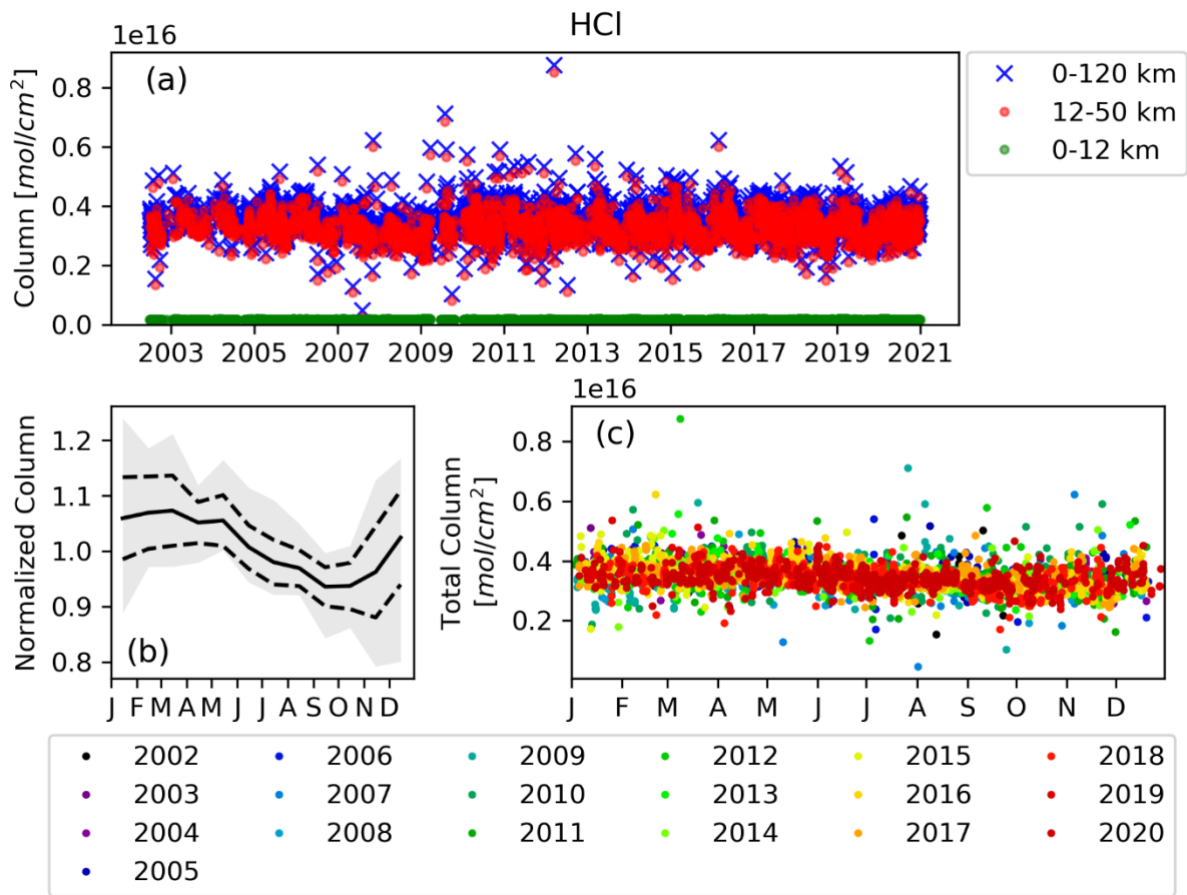 HCl
1e16
(a)
Column [mol/cm²]
0.8
0.6
0.4
0.2
0.0
2003 2005 2007 2009 2011 2013 2015 2017 2019 2021
0-120 km
12-50 km
0-12 km
Normalized Column
1.2
1.1
1.0
0.9
0.8
(b)
J F M A M J J A S O N D
1e16
(c)
Total Column
[mol/cm²]
0.8
0.6
0.4
0.2
J F M A M J J A S O N D
2002 2006 2009 2012 2015 2018
2003 2007 2010 2013 2016 2019
2004 2008 2011 2014 2017 2020
2005